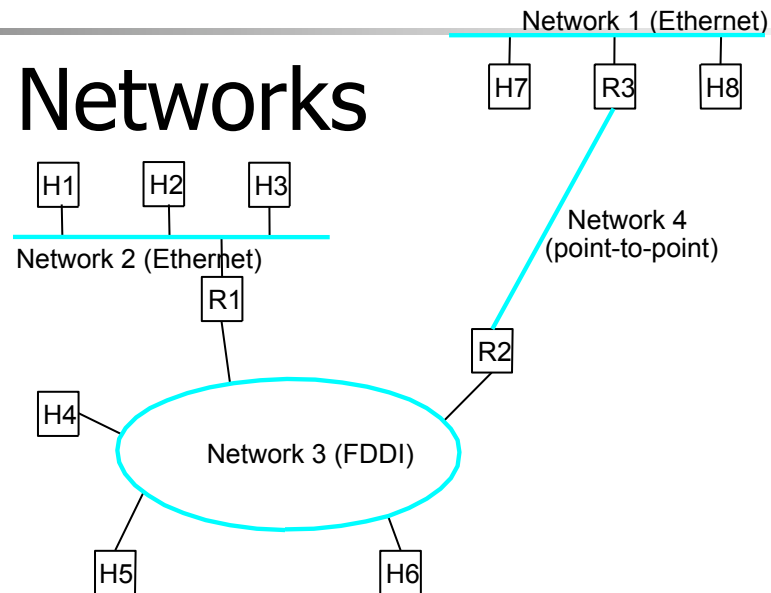 Network 1 (Ethernet)
Networks
H7
R3
H8
H1
H2
H3
Network 4
(point-to-point)
Network 2 (Ethernet)
R1
R2
H4
Network 3 (FDDI)
H5
H6